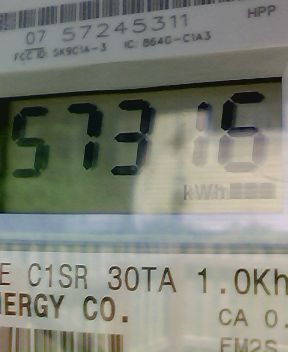 HPP
07 57245311
FCC ID: SK9C1A-3 IC: 864G-C1A3
57316
kWh
E C1SR 30TA 1.0Kh
NERGY CO.
CA 0.
FM2S